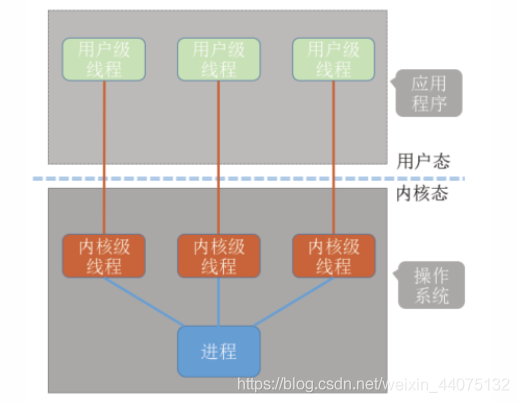 用户级
线程
用户级
线程
用户级
线程
应用
程序
用户态
内核态
内核级
线程
内核级
线程
内核级
线程
操作
系统
进程
https://blog.csdn.net/weixin_44075132